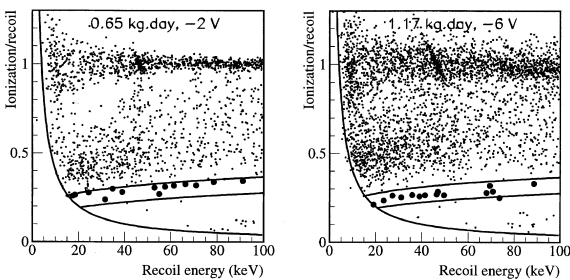 0.65 kg.day, −2 V
Ionization/recoil
1
0.5
0
0 20 40 60 80 100
Recoil energy (keV)
1.17 kg.day, −6 V
Ionization/recoil
1
0.5
0
0 20 40 60 80 100
Recoil energy (keV)